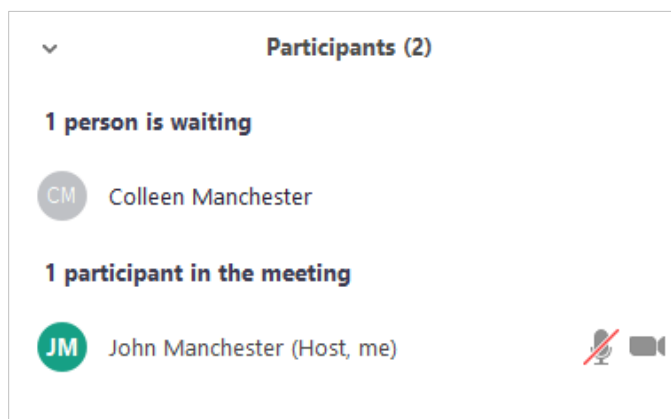 Participants (2)
1 person is waiting
CM Colleen Manchester
1 participant in the meeting
JM John Manchester (Host, me)